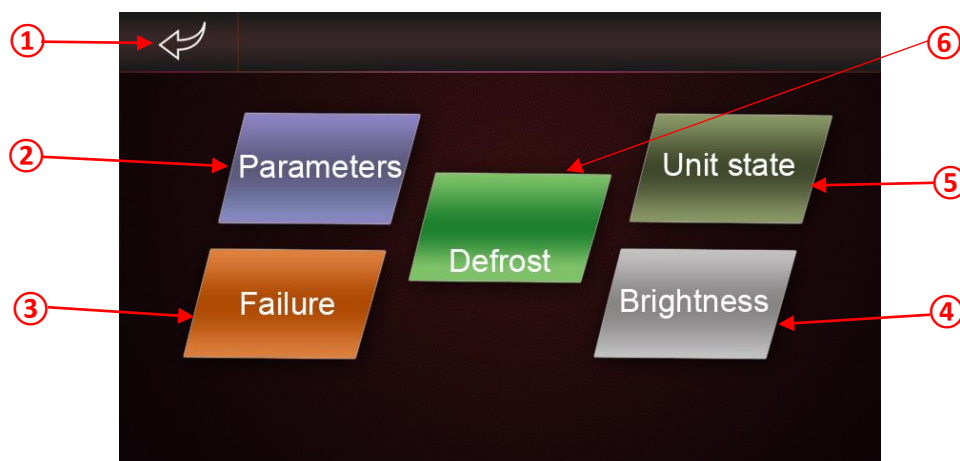 ①
⑥
②
Parameters
Unit state
⑤
Defrost
③
Failure
Brightness
④